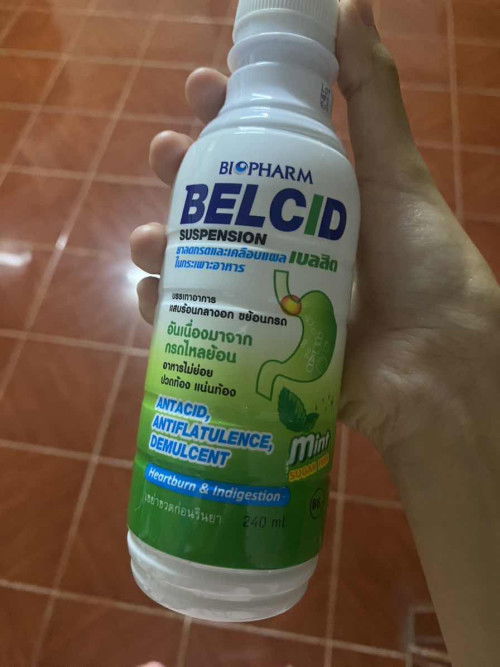 BIOPHARM
BELCID
SUSPENSION
ยาลดกรดและเคลือบแผล เบลสิด
ในกระเพาะอาหาร
บรรเทาอาการ
แสบร้อนกลางอก ขย้อนกรด
อันเนื่องมาจาก
กรดไหลย้อน
อาหารไม่ย่อย
ปวดท้อง แน่นท้อง
ANTACID,
ANTIFLATULENCE,
DEMULCENT
mint
Heartburn & Indigestion
เขย่าขวดก่อนรินยา
240 ml